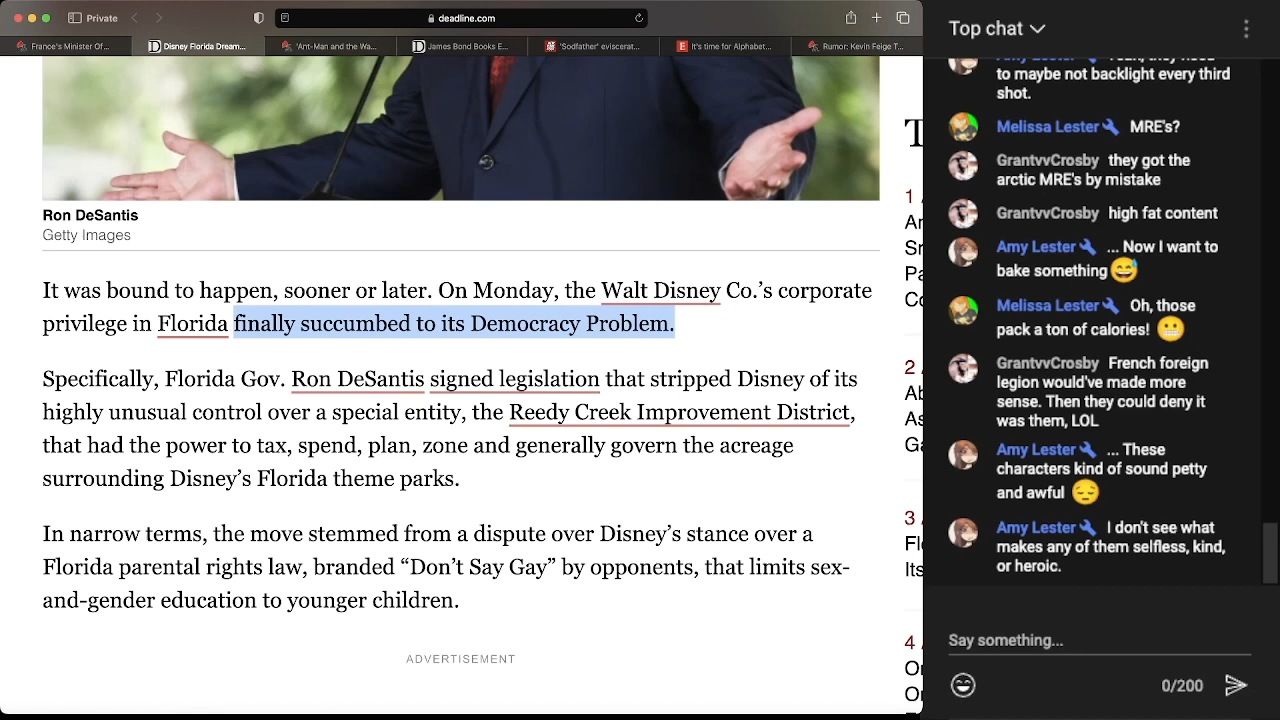 Private
deadline.com
France's Minister Of...
Disney Florida Dream...
'Ant-Man and the Wa...
James Bond Books E...
'Sodfather' eviscerat...
It's time for Alphabet...
Rumor: Kevin Feige T...
Ron DeSantis
Getty Images
It was bound to happen, sooner or later. On Monday, the Walt Disney Co.’s corporate
privilege in Florida finally succumbed to its Democracy Problem.
Specifically, Florida Gov. Ron DeSantis signed legislation that stripped Disney of its
highly unusual control over a special entity, the Reedy Creek Improvement District,
that had the power to tax, spend, plan, zone and generally govern the acreage
surrounding Disney’s Florida theme parks.
In narrow terms, the move stemmed from a dispute over Disney’s stance over a
Florida parental rights law, branded “Don’t Say Gay” by opponents, that limits sex-
and-gender education to younger children.
ADVERTISEMENT
1
2
3
4
Top chat
to maybe not backlight every third
shot.
Melissa Lester MRE's?
GrantvvCrosby they got the
arctic MRE's by mistake
GrantvvCrosby high fat content
Amy Lester ... Now I want to
bake something
Melissa Lester Oh, those
pack a ton of calories!
GrantvvCrosby French foreign
legion would've made more
sense. Then they could deny it
was them, LOL
Amy Lester ... These
characters kind of sound petty
and awful
Amy Lester I don't see what
makes any of them selfless, kind,
or heroic.
Say something...
0/200